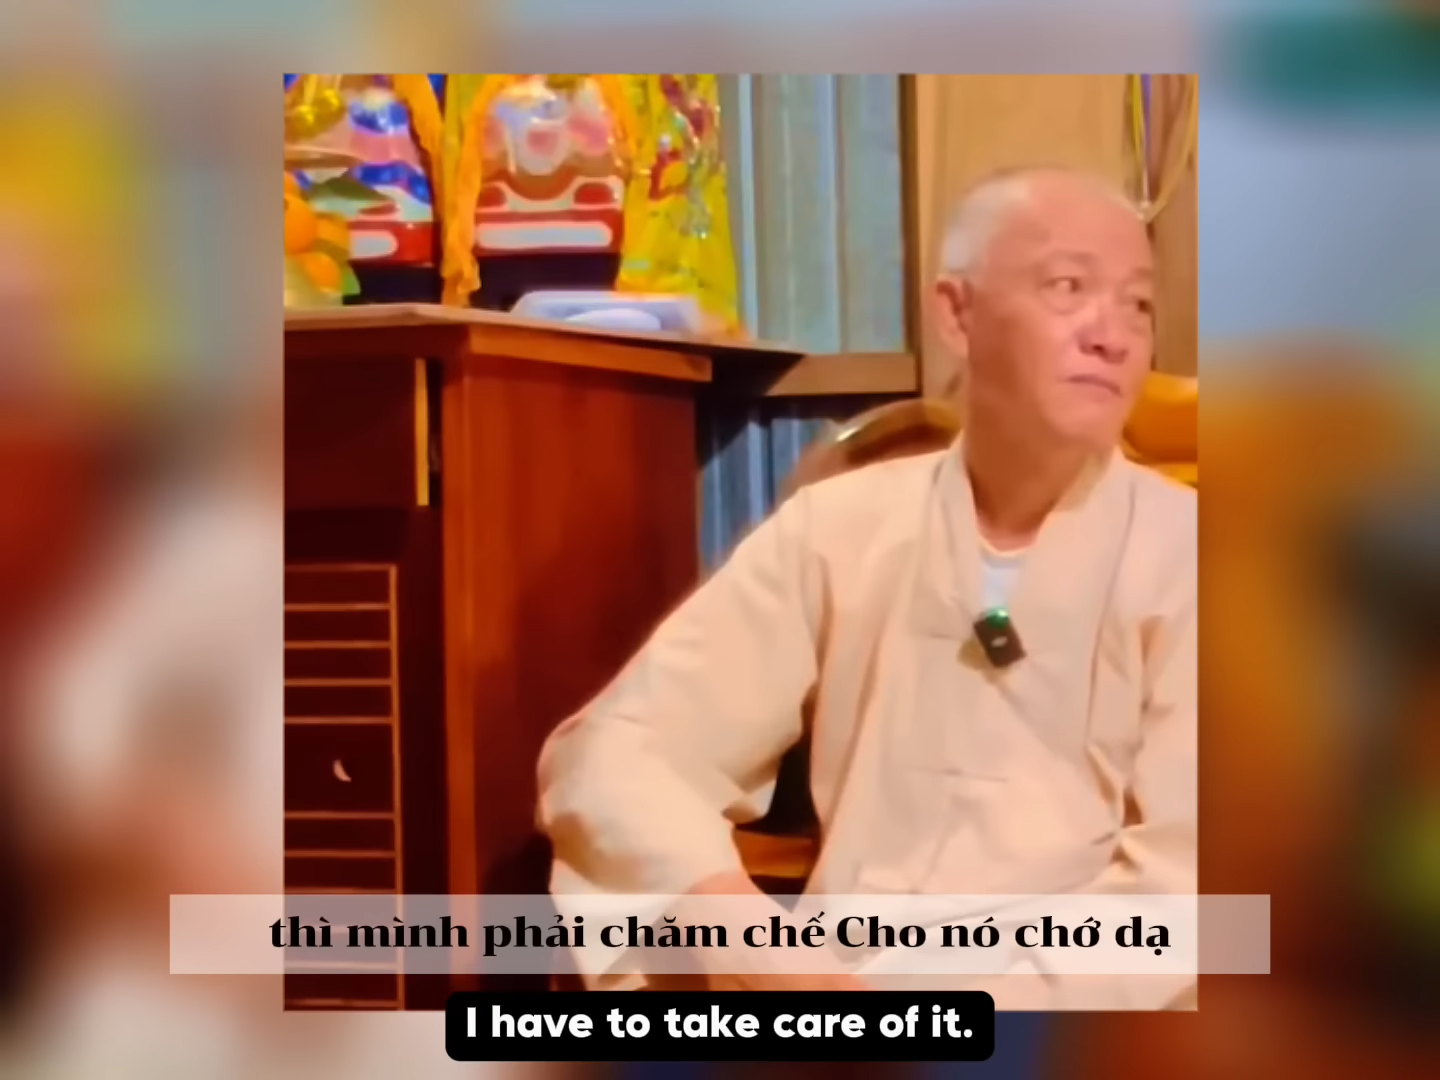 thì mình phải chăm chế Cho nó chớ dạ
I have to take care of it.